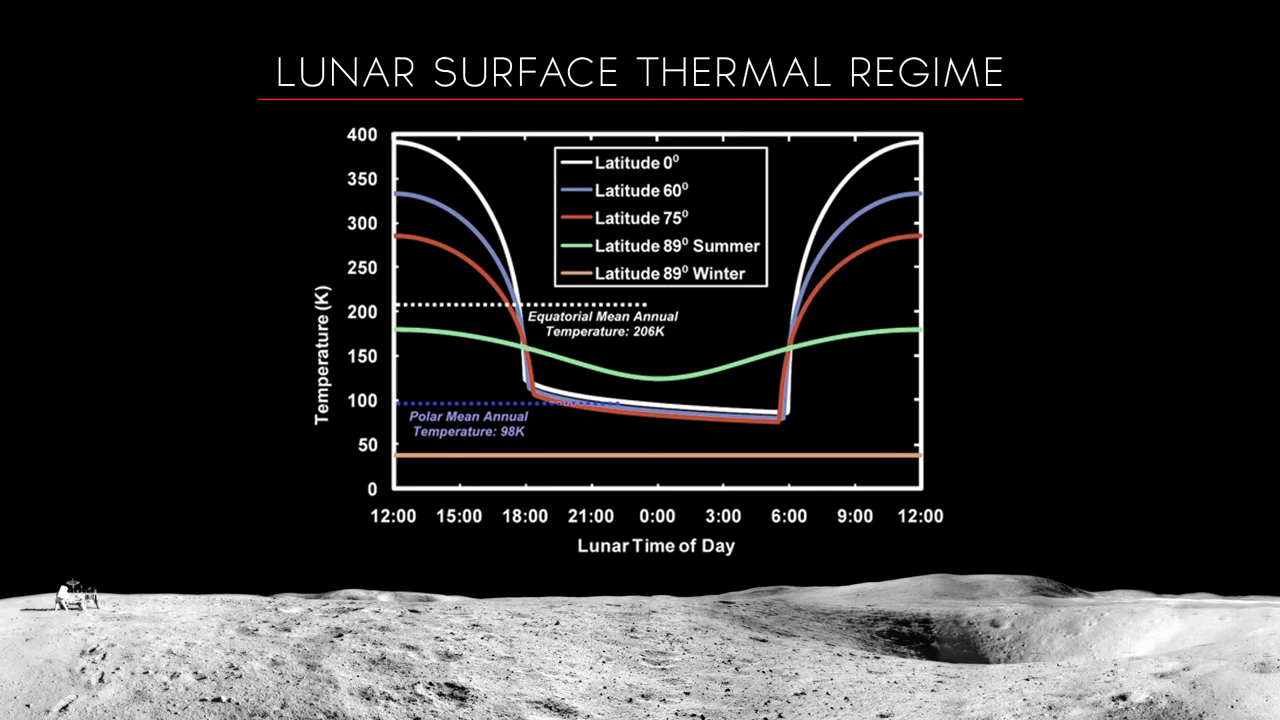 LUNAR SURFACE THERMAL REGIME
400
350
300
250
200
150
100
50
0
Temperature (K)
Latitude 0⁰
Latitude 60⁰
Latitude 75⁰
Latitude 89⁰ Summer
Latitude 89⁰ Winter
Equatorial Mean Annual
Temperature: 206K
Polar Mean Annual
Temperature: 98K
12:00 15:00 18:00 21:00 0:00 3:00 6:00 9:00 12:00
Lunar Time of Day